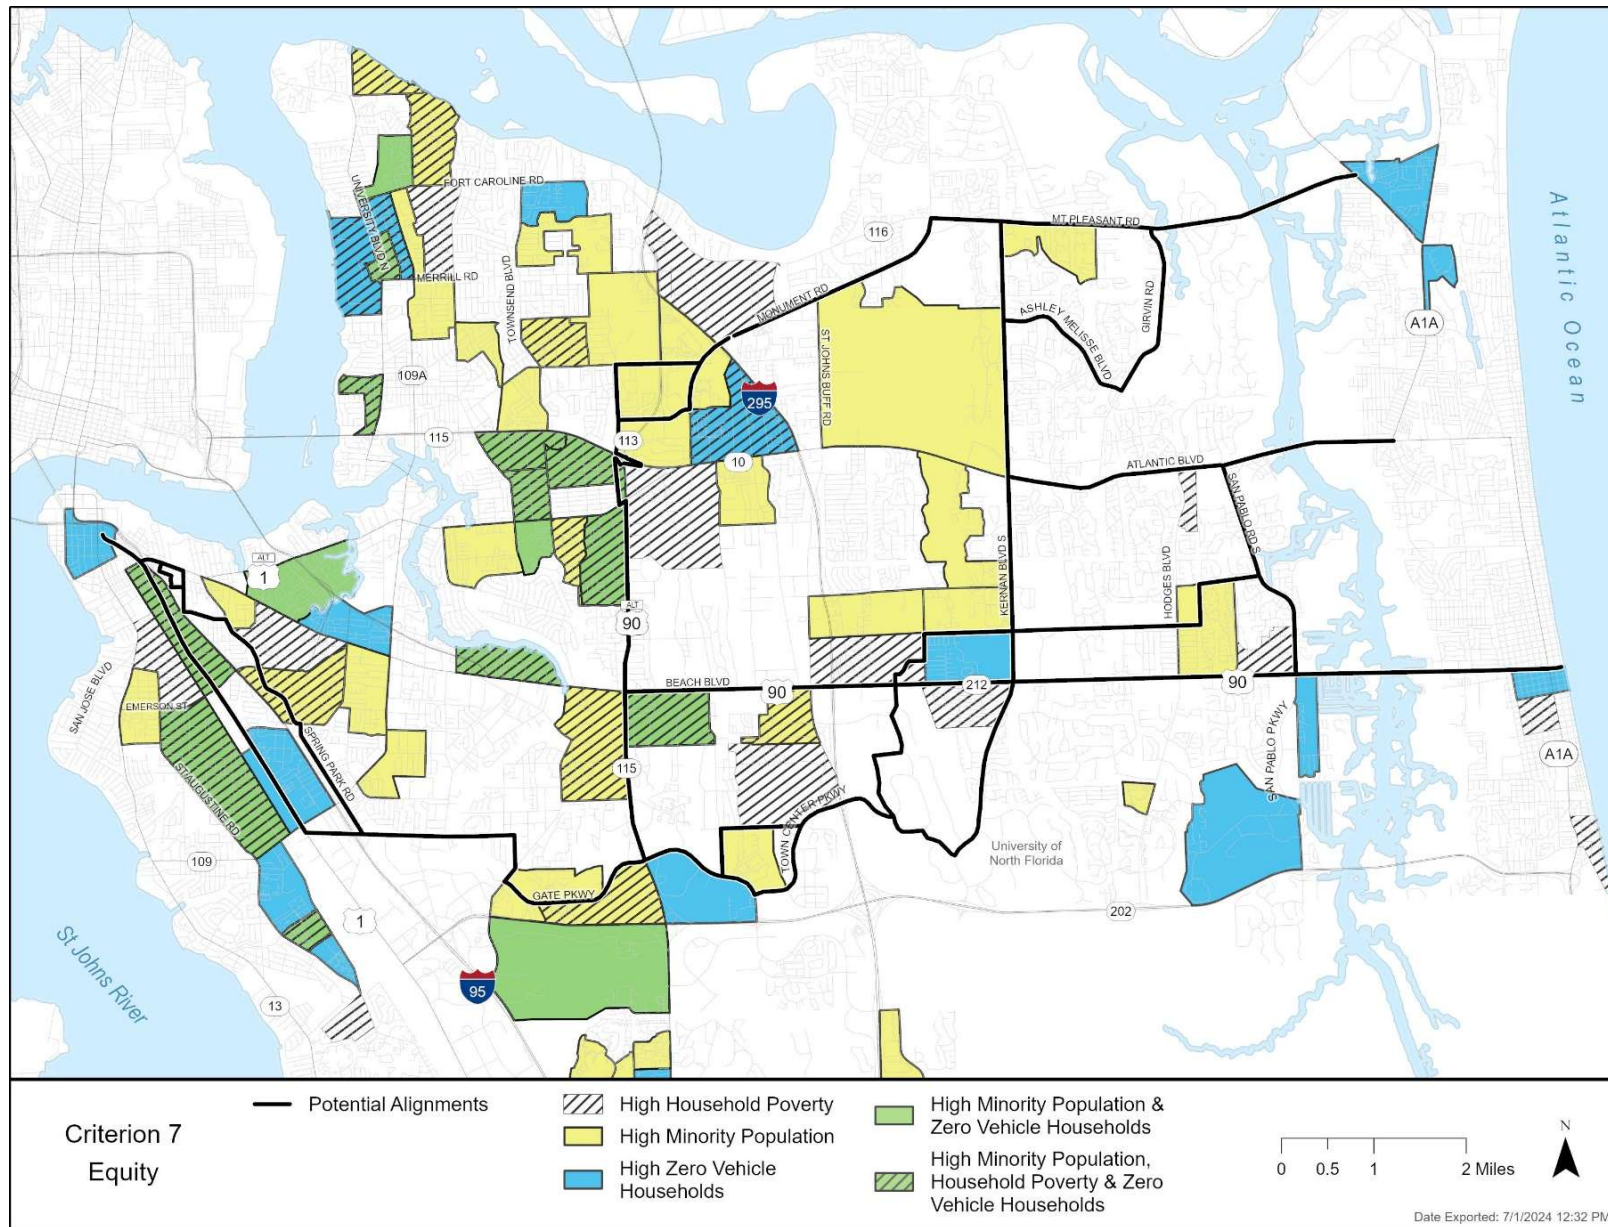 FORT CAROLINE RD
UNIVERSITY BLVD N
MERRILL RD
TOWNSEND BLVD
116
MT PLEASANT RD
MONUMENT RD
ST JOHNS BUFF RD
ASHLEY MELISSE BLVD
GIRVIN RD
A1A
Atlantic Ocean
109A
295
115
113
10
ATLANTIC BLVD
SAN PABLO RD S
KERNAN BLVD S
HODGES BLVD
ALT
1
ALT
90
BEACH BLVD
90
212
90
SAN JOSE BLVD
EMERSON ST
SPRING PARK RD
ST AUGUSTINE RD
115
TOWN CENTER PKWY
SAN PABLO PKWY
A1A
University of
North Florida
109
GATE PKWY
1
202
St Johns River
95
13
Criterion 7
Equity
Potential Alignments
High Household Poverty
High Minority Population
High Zero Vehicle
Households
High Minority Population &
Zero Vehicle Households
High Minority Population,
Household Poverty & Zero
Vehicle Households
N
0 0.5 1 2 Miles
Date Exported: 7/1/2024 12:32 PM